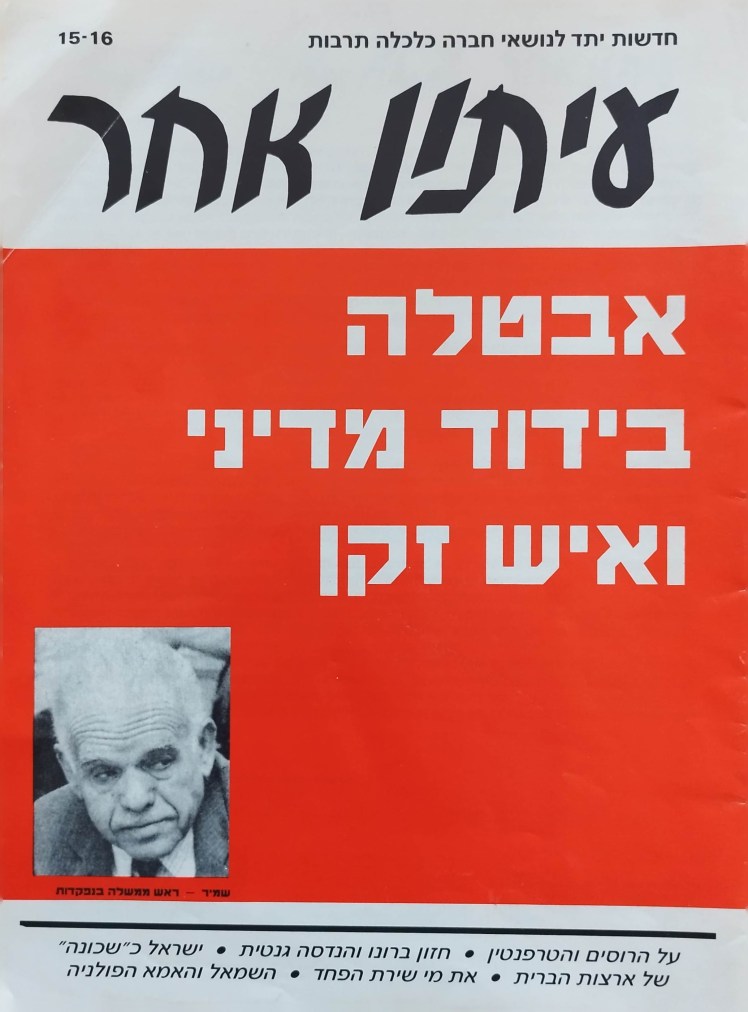 חדשות יתד לנושאי חברה כלכלה תרבות 15-16
עיתון אחר
אבטלה
בידוד מדיני
ואיש זקן
שמיר – ראש ממשלה בנפקדות
על הרוסים והטרפנטין • חזון ברונו והנדסה גנטית • ישראל כ"שכונה"
של ארצות הברית • את מי שירת הפחד • השמאל והאמא הפולניה